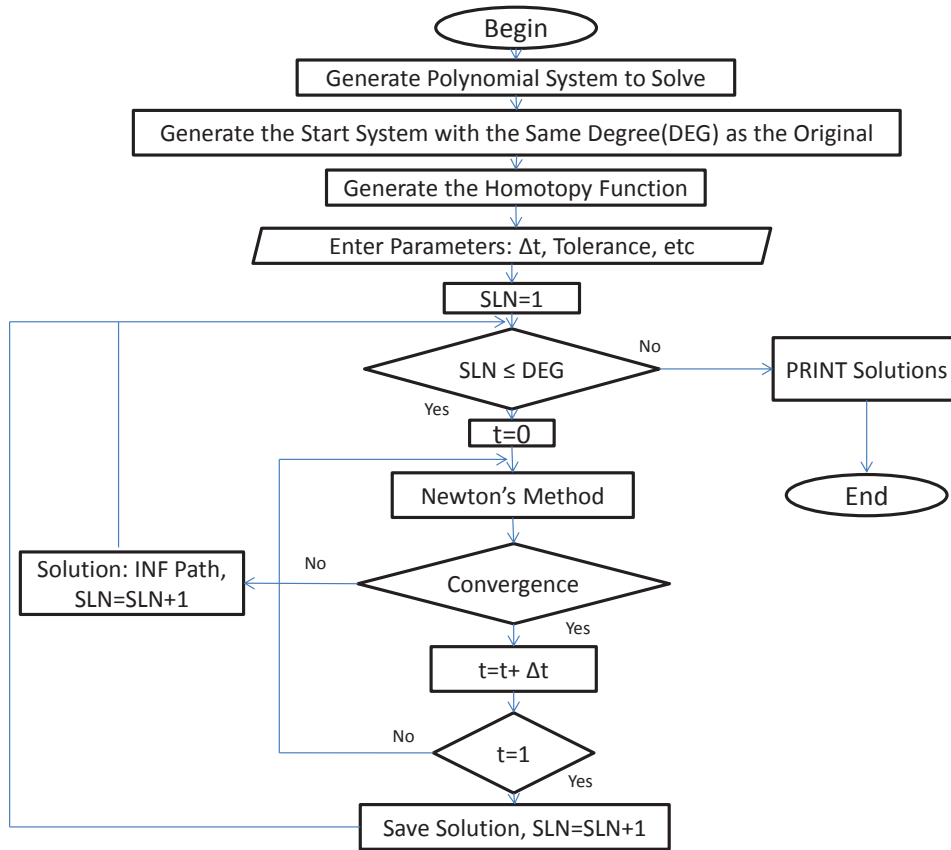 Begin
Generate Polynomial System to Solve
Generate the Start System with the Same Degree(DEG) as the Original
Generate the Homotopy Function
Enter Parameters: Δt, Tolerance, etc
SLN=1
SLN ≤ DEG
No
PRINT Solutions
Yes
t=0
End
Newton's Method
Convergence
No
Solution: INF Path,
SLN=SLN+1
Yes
t=t+ Δt
t=1
No
Yes
Save Solution, SLN=SLN+1